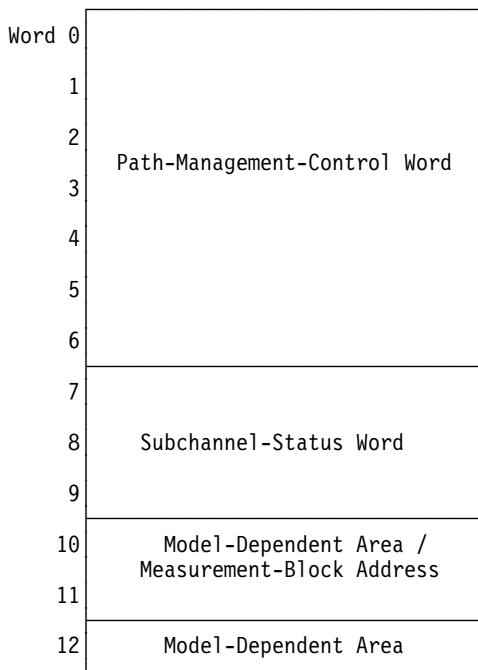 Word 0
1
2
Path-Management-Control Word
3
4
5
6
7
8 Subchannel-Status Word
9
10 Model-Dependent Area /
Measurement-Block Address
11
12 Model-Dependent Area